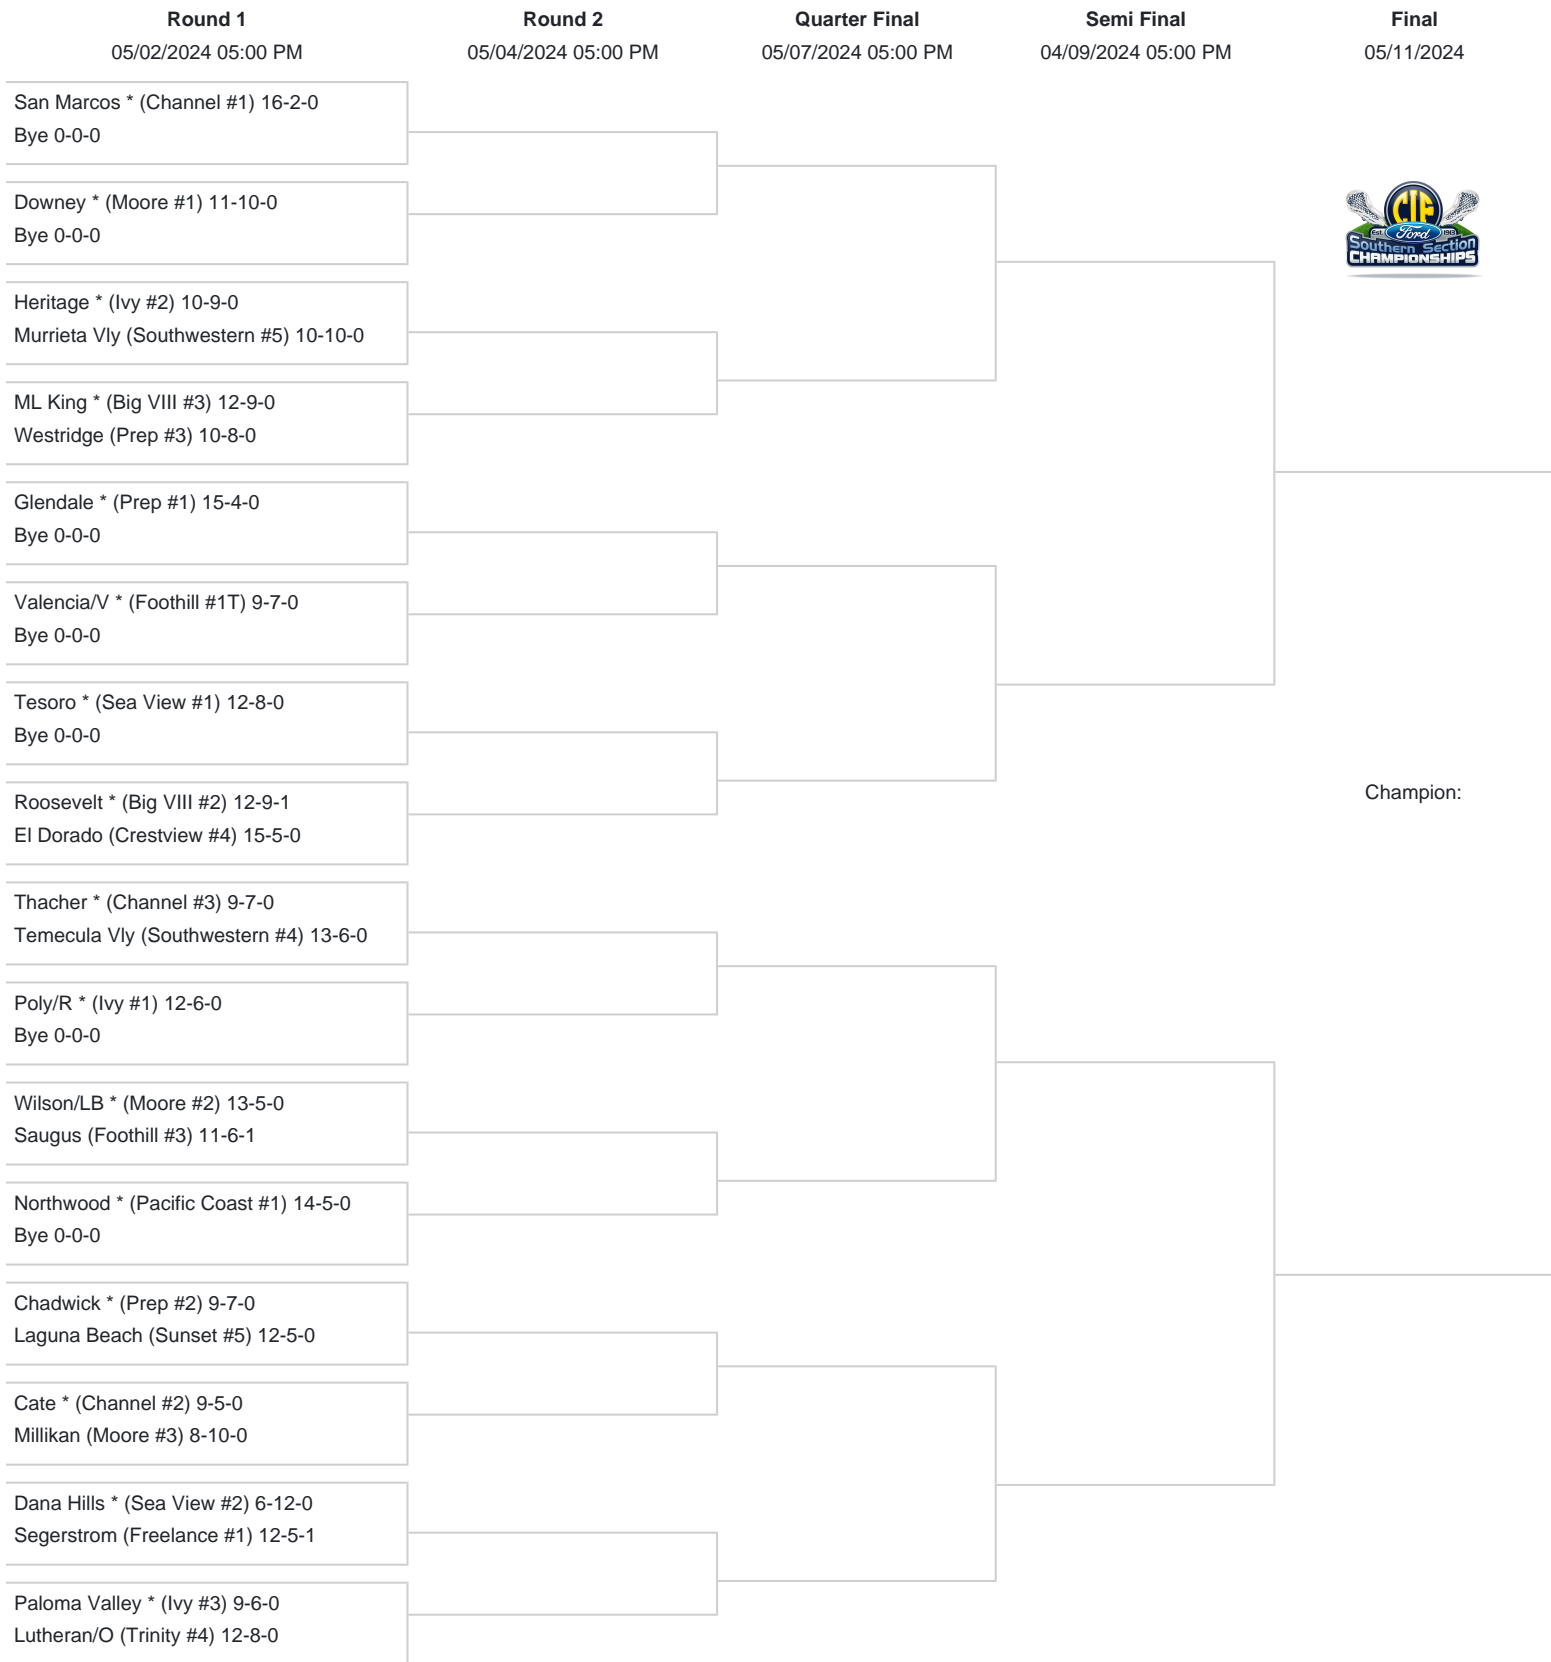 Round 1
Round 2
Quarter Final
Semi Final
Final
05/02/2024 05:00 PM
05/04/2024 05:00 PM
05/07/2024 05:00 PM
04/09/2024 05:00 PM
05/11/2024
San Marcos * (Channel #1) 16-2-0
Bye 0-0-0
Downey * (Moore #1) 11-10-0
Bye 0-0-0
CIF
Est. Ford 1913
Southern Section
CHAMPIONSHIPS
Heritage * (Ivy #2) 10-9-0
Murrieta Vly (Southwestern #5) 10-10-0
ML King * (Big VIII #3) 12-9-0
Westridge (Prep #3) 10-8-0
Glendale * (Prep #1) 15-4-0
Bye 0-0-0
Valencia/V * (Foothill #1T) 9-7-0
Bye 0-0-0
Tesoro * (Sea View #1) 12-8-0
Bye 0-0-0
Roosevelt * (Big VIII #2) 12-9-1
El Dorado (Crestview #4) 15-5-0
Champion:
Thacher * (Channel #3) 9-7-0
Temecula Vly (Southwestern #4) 13-6-0
Poly/R * (Ivy #1) 12-6-0
Bye 0-0-0
Wilson/LB * (Moore #2) 13-5-0
Saugus (Foothill #3) 11-6-1
Northwood * (Pacific Coast #1) 14-5-0
Bye 0-0-0
Chadwick * (Prep #2) 9-7-0
Laguna Beach (Sunset #5) 12-5-0
Cate * (Channel #2) 9-5-0
Millikan (Moore #3) 8-10-0
Dana Hills * (Sea View #2) 6-12-0
Segerstrom (Freelance #1) 12-5-1
Paloma Valley * (Ivy #3) 9-6-0
Lutheran/O (Trinity #4) 12-8-0